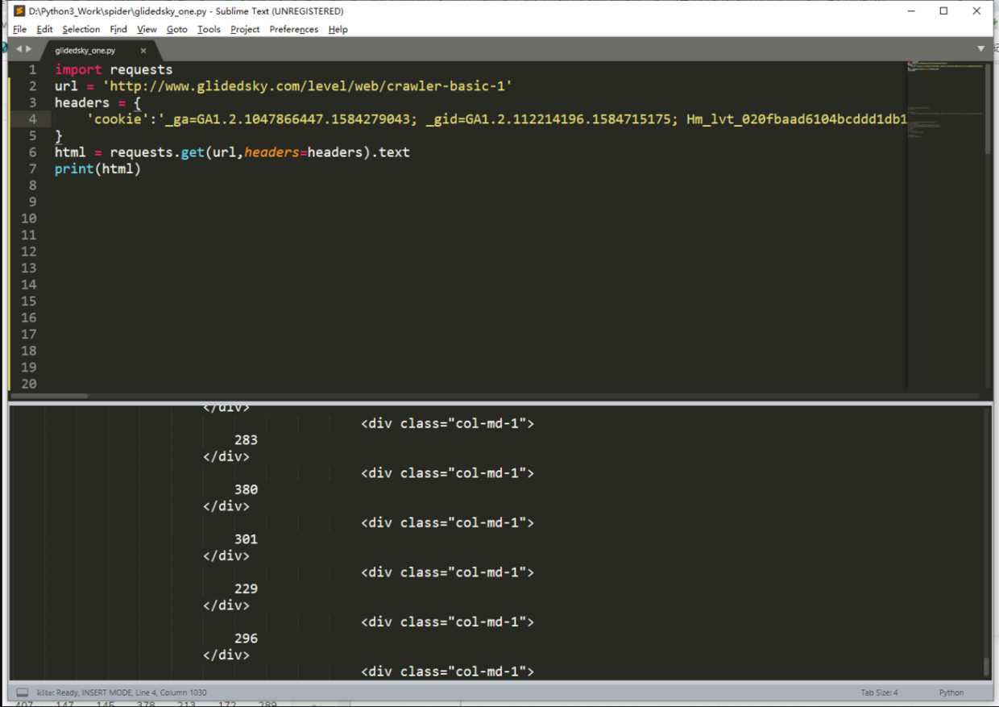 D:\Python3_Work\spider\glidedsky_one.py - Sublime Text (UNREGISTERED)
File Edit Selection Find View Goto Tools Project Preferences Help
glidedsky_one.py
1 import requests
2 url = 'http://www.glidedsky.com/level/web/crawler-basic-1'
3 headers = {
4 'cookie':'_ga=GA1.2.1047866447.1584279043; _gid=GA1.2.112214196.1584715175; Hm_lvt_020fbaad6104bcddd1db1
5 }
6 html = requests.get(url,headers=headers).text
7 print(html)
8
9
10
11
12
13
14
15
16
17
18
19
20
</div>
<div class="col-md-1">
283
</div>
<div class="col-md-1">
380
</div>
<div class="col-md-1">
301
</div>
<div class="col-md-1">
229
</div>
<div class="col-md-1">
296
</div>
<div class="col-md-1">
kite: Ready, INSERT MODE, Line 4, Column 1030 Tab Size: 4 Python
407 147 145 378 213 172 289